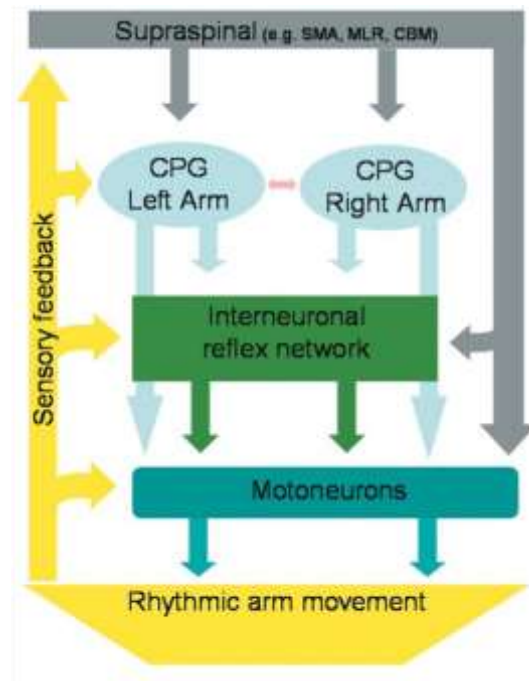 Supraspinal (e.g. SMA, MLR, CBM)
CPG
Left Arm
CPG
Right Arm
Sensory feedback
Interneuronal
reflex network
Motoneurons
Rhythmic arm movement